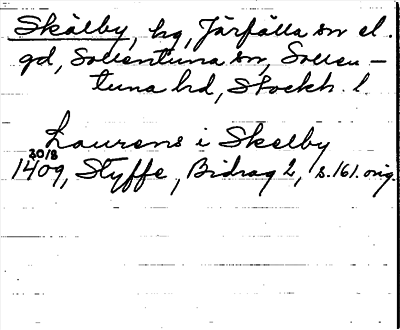 Skälby, hg, Järfälla sn el.
gd, Sollentuna sn, Sollen-
tuna hd, Stockh. l.
Laurens i Skelby
30/8
1409, Styffe, Bidrag 2, s. 161. orig.